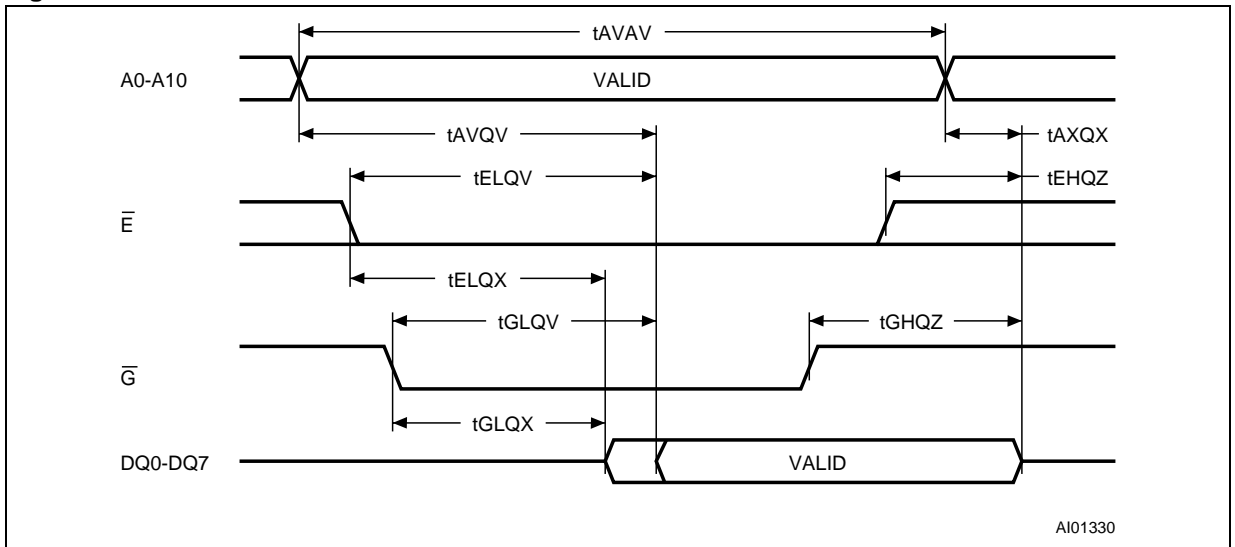 tAVAV
A0-A10
VALID
tAVQV
tAXQX
tELQV
tEHQZ
E̅
tELQX
tGLQV
tGHQZ
G̅
tGLQX
DQ0-DQ7
VALID
AI01330